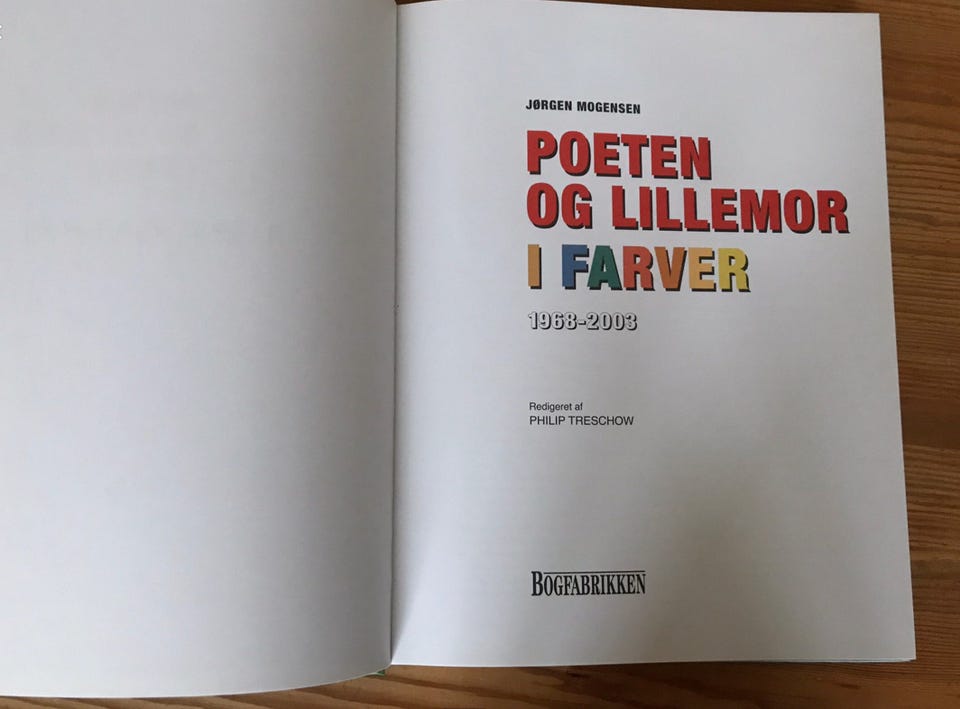 JØRGEN MOGENSEN
POETEN
OG LILLEMOR
I FARVER
1968-2003
Redigeret af
PHILIP TRESCHOW
BOGFABRIKKEN